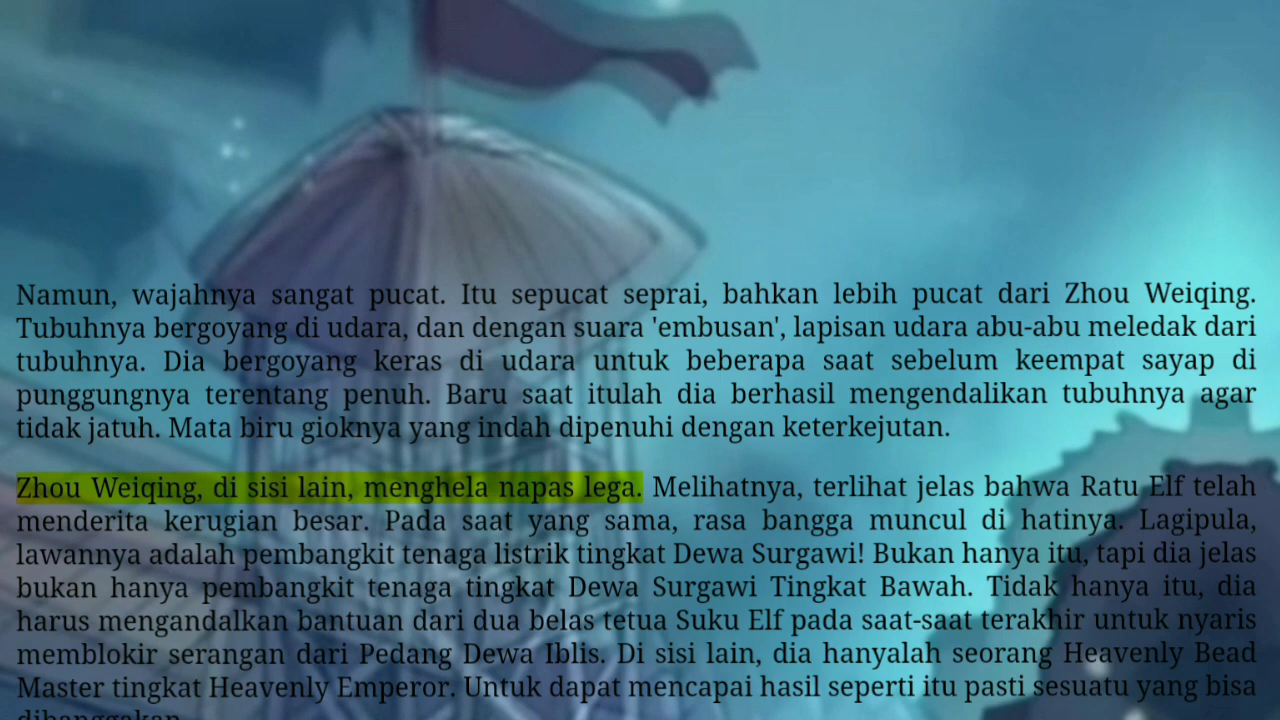 Namun, wajahnya sangat pucat. Itu sepucat seprai, bahkan lebih pucat dari Zhou Weiqing.
Tubuhnya bergoyang di udara, dan dengan suara 'embusan', lapisan udara abu-abu meledak dari
tubuhnya. Dia bergoyang keras di udara untuk beberapa saat sebelum keempat sayap di
punggungnya terentang penuh. Baru saat itulah dia berhasil mengendalikan tubuhnya agar
tidak jatuh. Mata biru gioknya yang indah dipenuhi dengan keterkejutan.
Zhou Weiqing, di sisi lain, menghela napas lega. Melihatnya, terlihat jelas bahwa Ratu Elf telah
menderita kerugian besar. Pada saat yang sama, rasa bangga muncul di hatinya. Lagipula,
lawannya adalah pembangkit tenaga listrik tingkat Dewa Surgawi! Bukan hanya itu, tapi dia jelas
bukan hanya pembangkit tenaga tingkat Dewa Surgawi Tingkat Bawah. Tidak hanya itu, dia
harus mengandalkan bantuan dari dua belas tetua Suku Elf pada saat-saat terakhir untuk nyaris
memblokir serangan dari Pedang Dewa Iblis. Di sisi lain, dia hanyalah seorang Heavenly Bead
Master tingkat Heavenly Emperor. Untuk dapat mencapai hasil seperti itu pasti sesuatu yang bisa
dibanggakan.